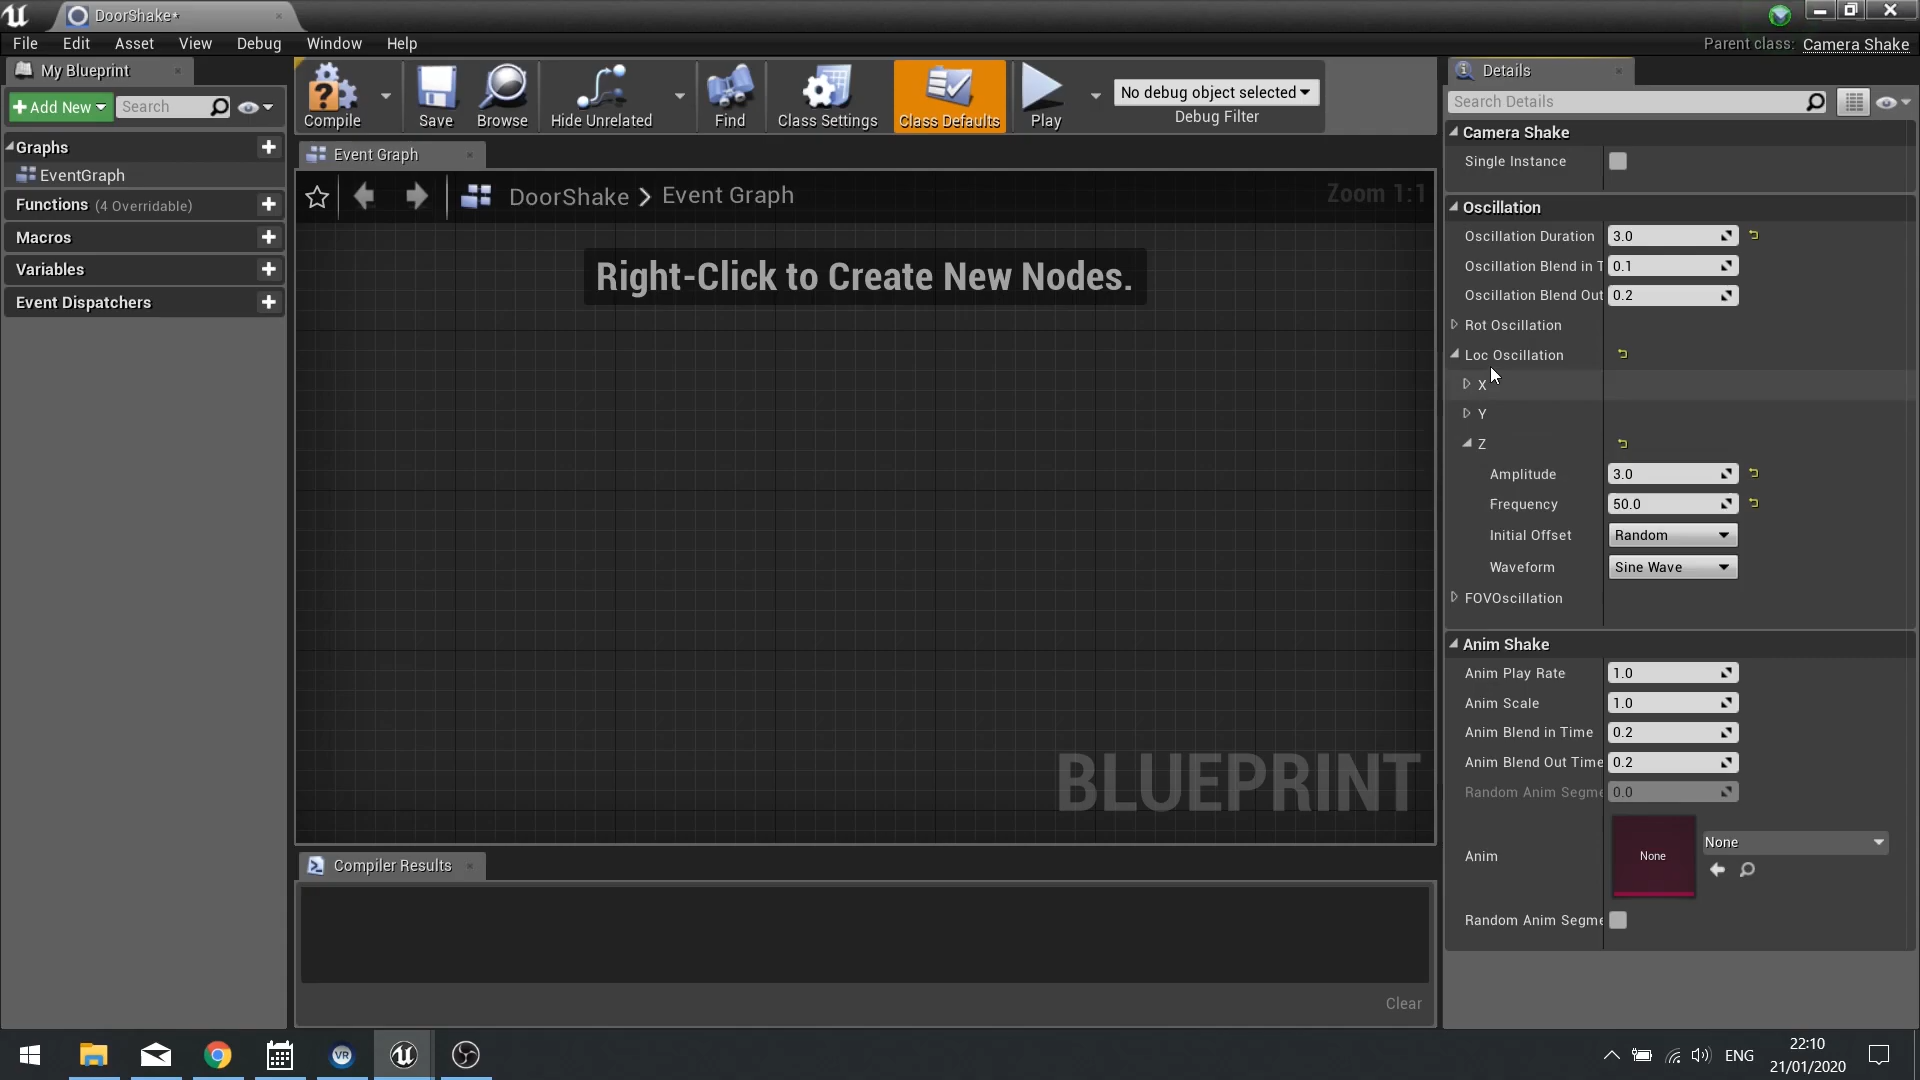 DoorShake*
File Edit Asset View Debug Window Help
Parent class: Camera Shake
My Blueprint
Add New
Search
Graphs
EventGraph
Functions (4 Overridable)
Macros
Variables
Event Dispatchers
Compile
Save
Browse
Hide Unrelated
Find
Class Settings
Class Defaults
Play
No debug object selected
Debug Filter
Event Graph
DoorShake
Event Graph
Zoom 1:1
Right-Click to Create New Nodes.
BLUEPRINT
Compiler Results
Clear
Details
Search Details
Camera Shake
Single Instance
Oscillation
Oscillation Duration 3.0
Oscillation Blend in T 0.1
Oscillation Blend Out 0.2
Rot Oscillation
Loc Oscillation
X
Y
Z
Amplitude 3.0
Frequency 50.0
Initial Offset Random
Waveform Sine Wave
FOVOscillation
Anim Shake
Anim Play Rate 1.0
Anim Scale 1.0
Anim Blend in Time 0.2
Anim Blend Out Time 0.2
Random Anim Segme 0.0
Anim
None
None
Random Anim Segme
VR
ENG
22:10
21/01/2020